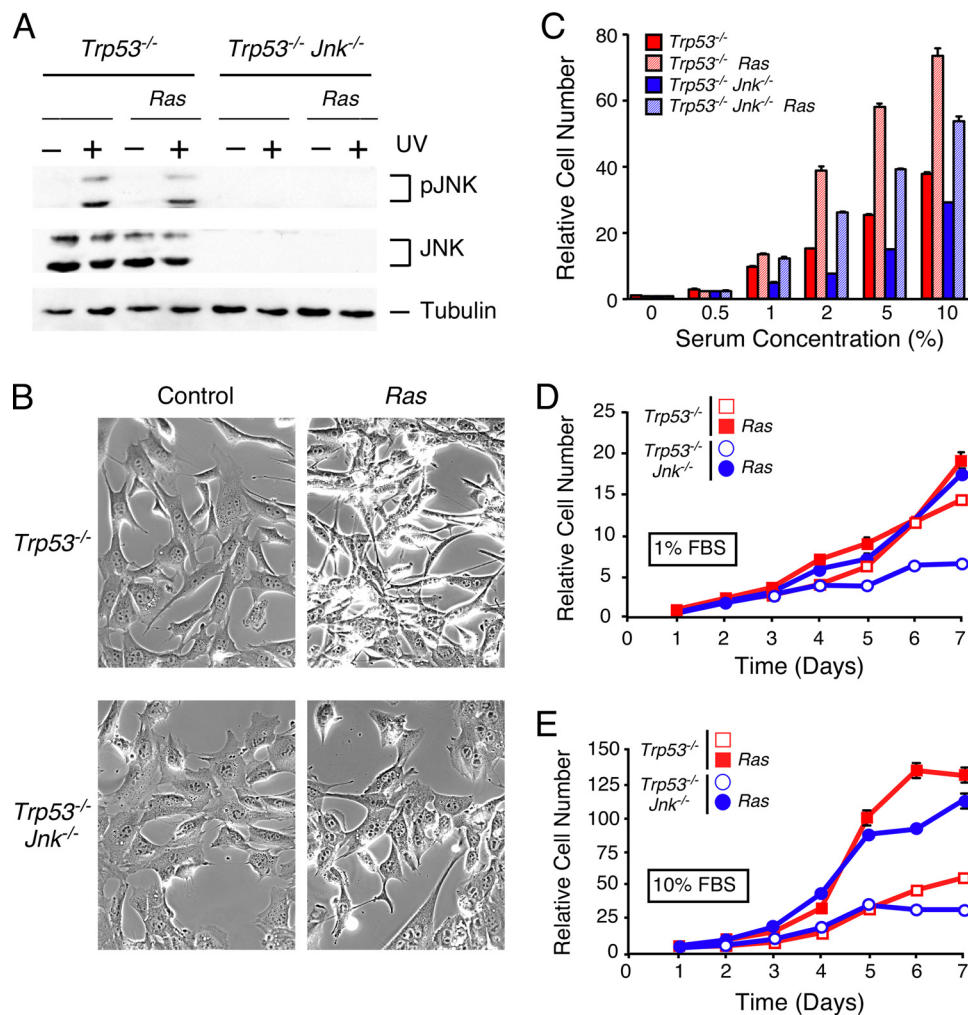 A
Trp53-/-
Trp53-/- Jnk-/-
Ras
Ras
− + − + − + − + UV
pJNK
JNK
Tubulin
B
Control
Ras
Trp53-/-
Trp53-/-
Jnk-/-
C
Trp53-/-
Trp53-/- Ras
Trp53-/- Jnk-/-
Trp53-/- Jnk-/- Ras
Relative Cell Number
80
60
40
20
0
0 0.5 1 2 5 10
Serum Concentration (%)
D
Trp53-/-
Ras
Trp53-/-
Jnk-/-
Ras
1% FBS
Relative Cell Number
25
20
15
10
5
0
0 1 2 3 4 5 6 7
Time (Days)
E
Trp53-/-
Ras
Trp53-/-
Jnk-/-
Ras
10% FBS
Relative Cell Number
150
125
100
75
50
25
0
0 1 2 3 4 5 6 7
Time (Days)